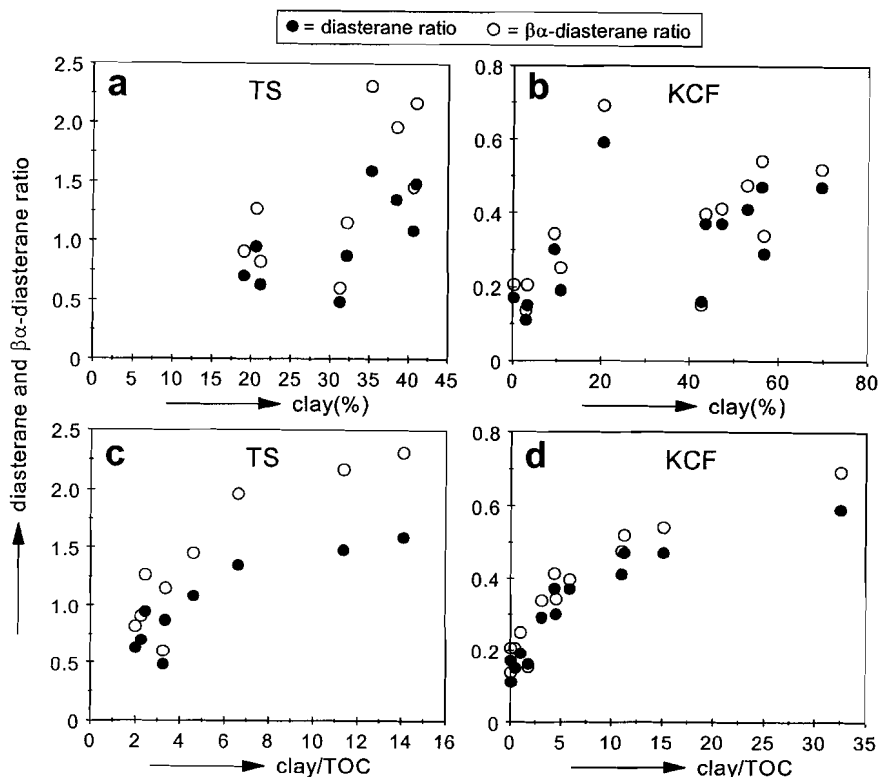 ● = diasterane ratio ○ = βα-diasterane ratio
diasterane and βα-diasterane ratio
a TS
2.5
2.0
1.5
1.0
0.5
0
0 5 10 15 20 25 30 35 40 45
clay(%)
b KCF
0.8
0.6
0.4
0.2
0
0 20 40 60 80
clay(%)
c TS
2.5
2.0
1.5
1.0
0.5
0
0 2 4 6 8 10 12 14 16
clay/TOC
d KCF
0.8
0.6
0.4
0.2
0
0 5 10 15 20 25 30 35
clay/TOC